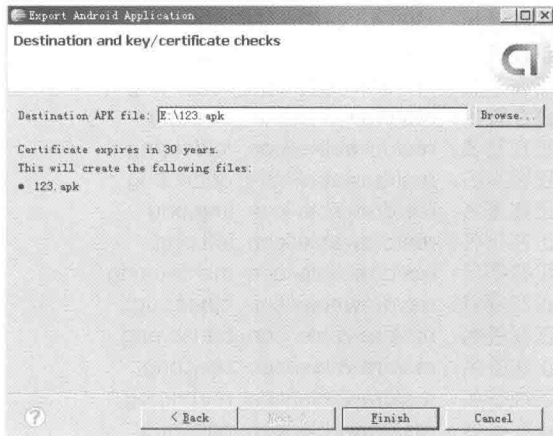 Export Android Application
Destination and key/certificate checks
Destination APK file: E:\123.apk Browse...
Certificate expires in 30 years.
This will create the following files:
• 123.apk
< Back Next > Finish Cancel